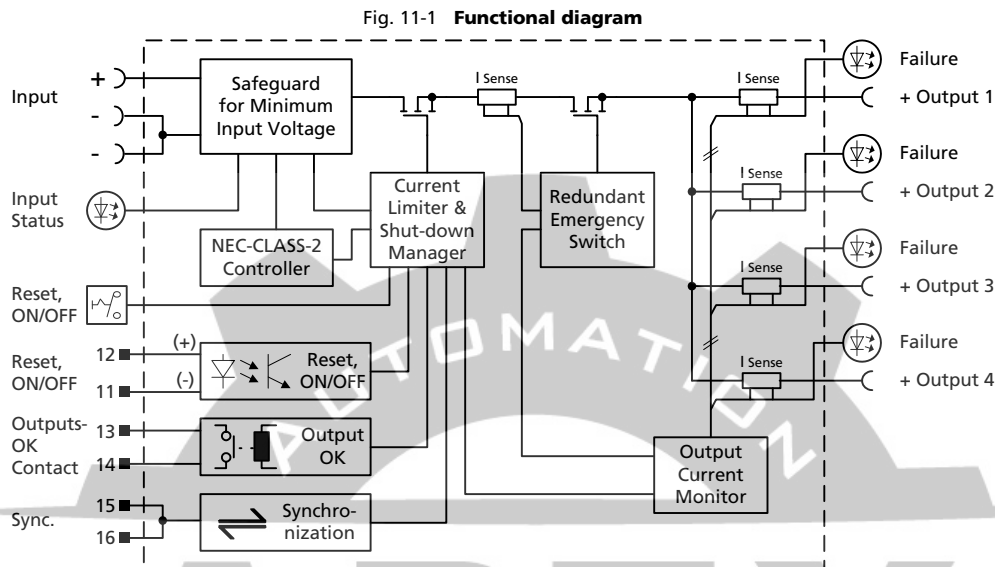 Fig. 11-1 Functional diagram
Input
+
-
-
Safeguard
for Minimum
Input Voltage
I Sense
I Sense
Failure
+ Output 1
Failure
I Sense
+ Output 2
Failure
I Sense
+ Output 3
Failure
I Sense
+ Output 4
Input
Status
NEC-CLASS-2
Controller
Current
Limiter &
Shut-down
Manager
Redundant
Emergency
Switch
Reset,
ON/OFF
Reset,
ON/OFF
12
(+)
11
(-)
Reset,
ON/OFF
Outputs-
OK
Contact
13
14
Output
OK
Output
Current
Monitor
Sync.
15
16
Synchro-
nization
AUTOMATION